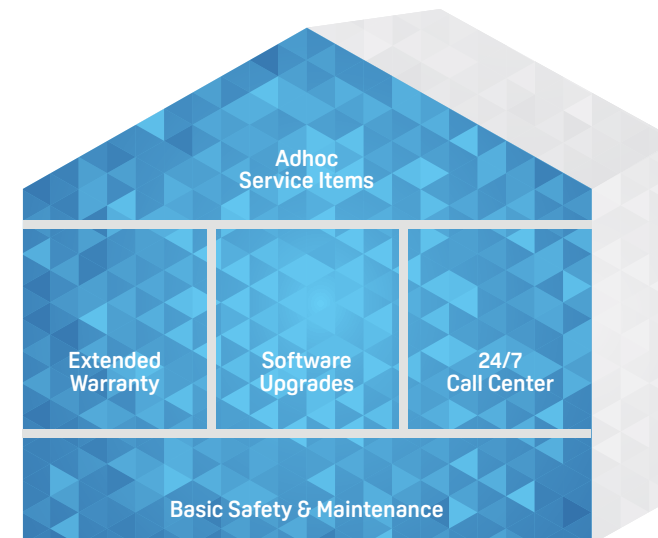 Adhoc
Service Items
Extended
Warranty
Software
Upgrades
24/7
Call Center
Basic Safety & Maintenance